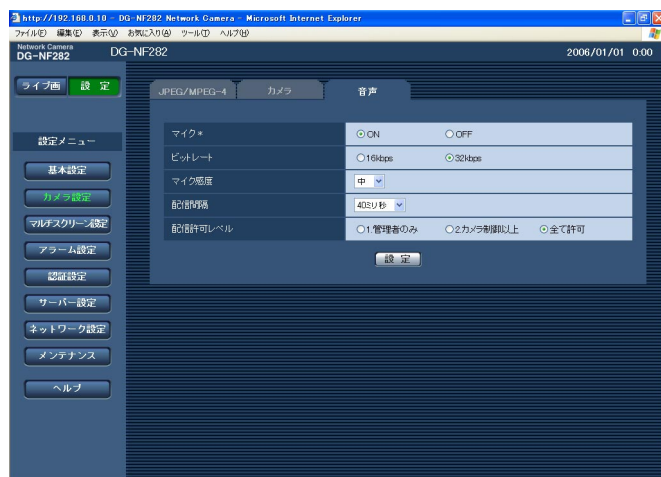 http://192.168.0.10 - DG-NF282 Network Camera - Microsoft Internet Explorer
ファイル(F) 編集(E) 表示(V) お気に入り(A) ツール(T) ヘルプ(H)
Network Camera
DG-NF282 DG-NF282 2006/01/01 0:00
ライブ画 設 定
JPEG/MPEG-4 カメラ 音声
設定メニュー
基本設定
カメラ設定
マルチスクリーン設定
アラーム設定
認証設定
サーバー設定
ネットワーク設定
メンテナンス
ヘルプ
マイク* ON OFF
ビットレート 16kbps 32kbps
マイク感度 中
配信間隔 40ミリ秒
配信許可レベル 1.管理者のみ 2.カメラ制御以上 全て許可
設 定